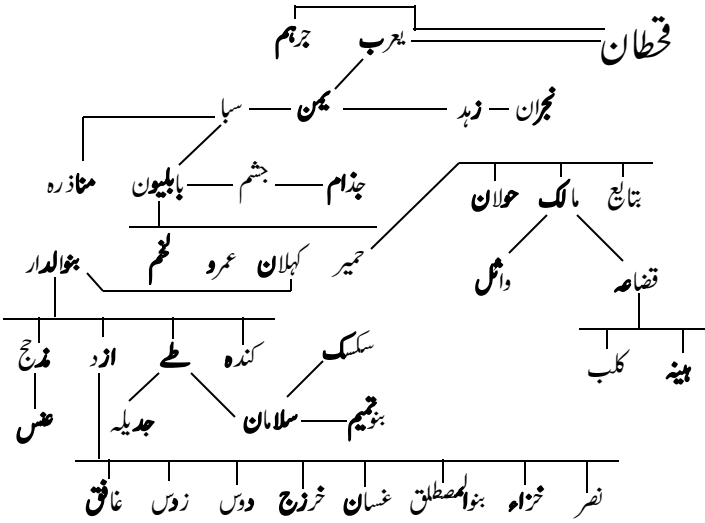 قحطان یعرب جرہم
نجران زہد یمن سبا
بتایع مالک حولان جذام جشم بابلیون مناذرہ
حمیر کہلان عمرو لخم بنوالدار
قضاعہ وائل
سکسک کندہ طے ازد مذحج
ہینہ کلب
بنوتمیم سلامان جدیلہ عنس
نصر خزاء بنوالمصطلق غسان خزرج دوس زدس غافق